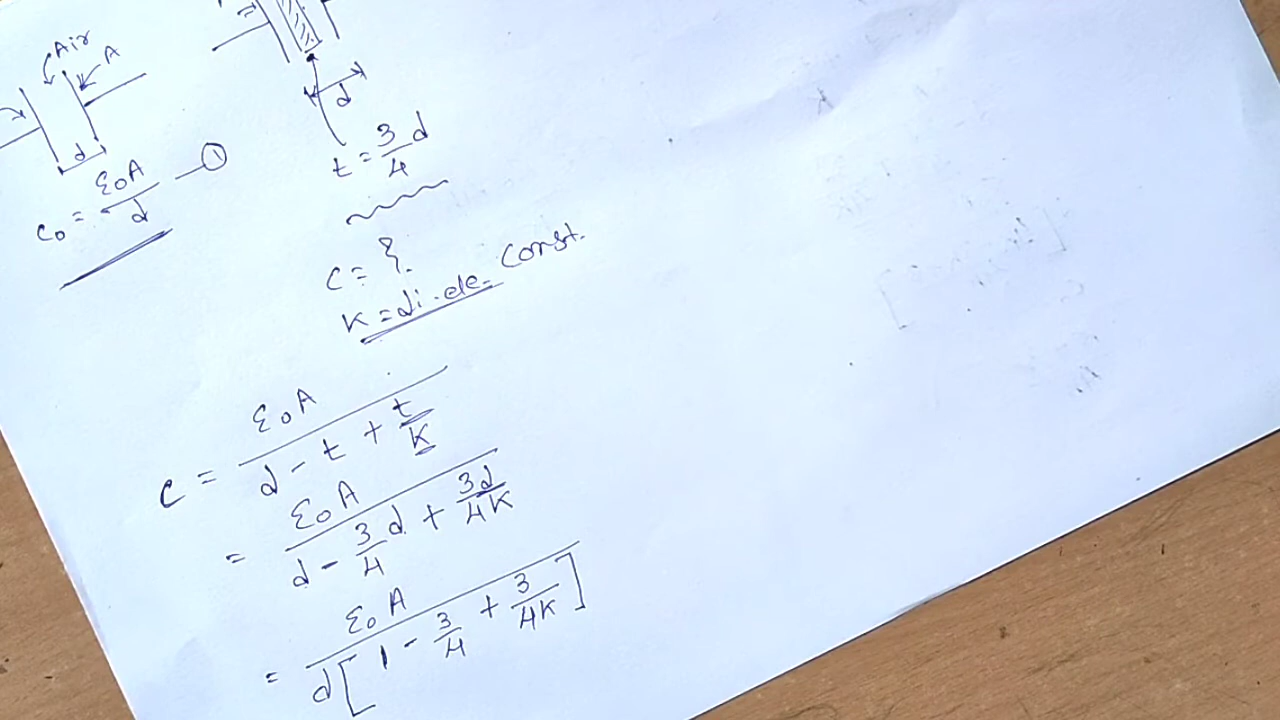 Air
A
d
C₀ = ε₀A/d — ①
d
t = 3/4 d
C = ?
K = di.ele. Const.
C = ε₀A / (d - t + t/K)
= ε₀A / (d - 3/4 d + 3d/4K)
= ε₀A / d[1 - 3/4 + 3/4K]